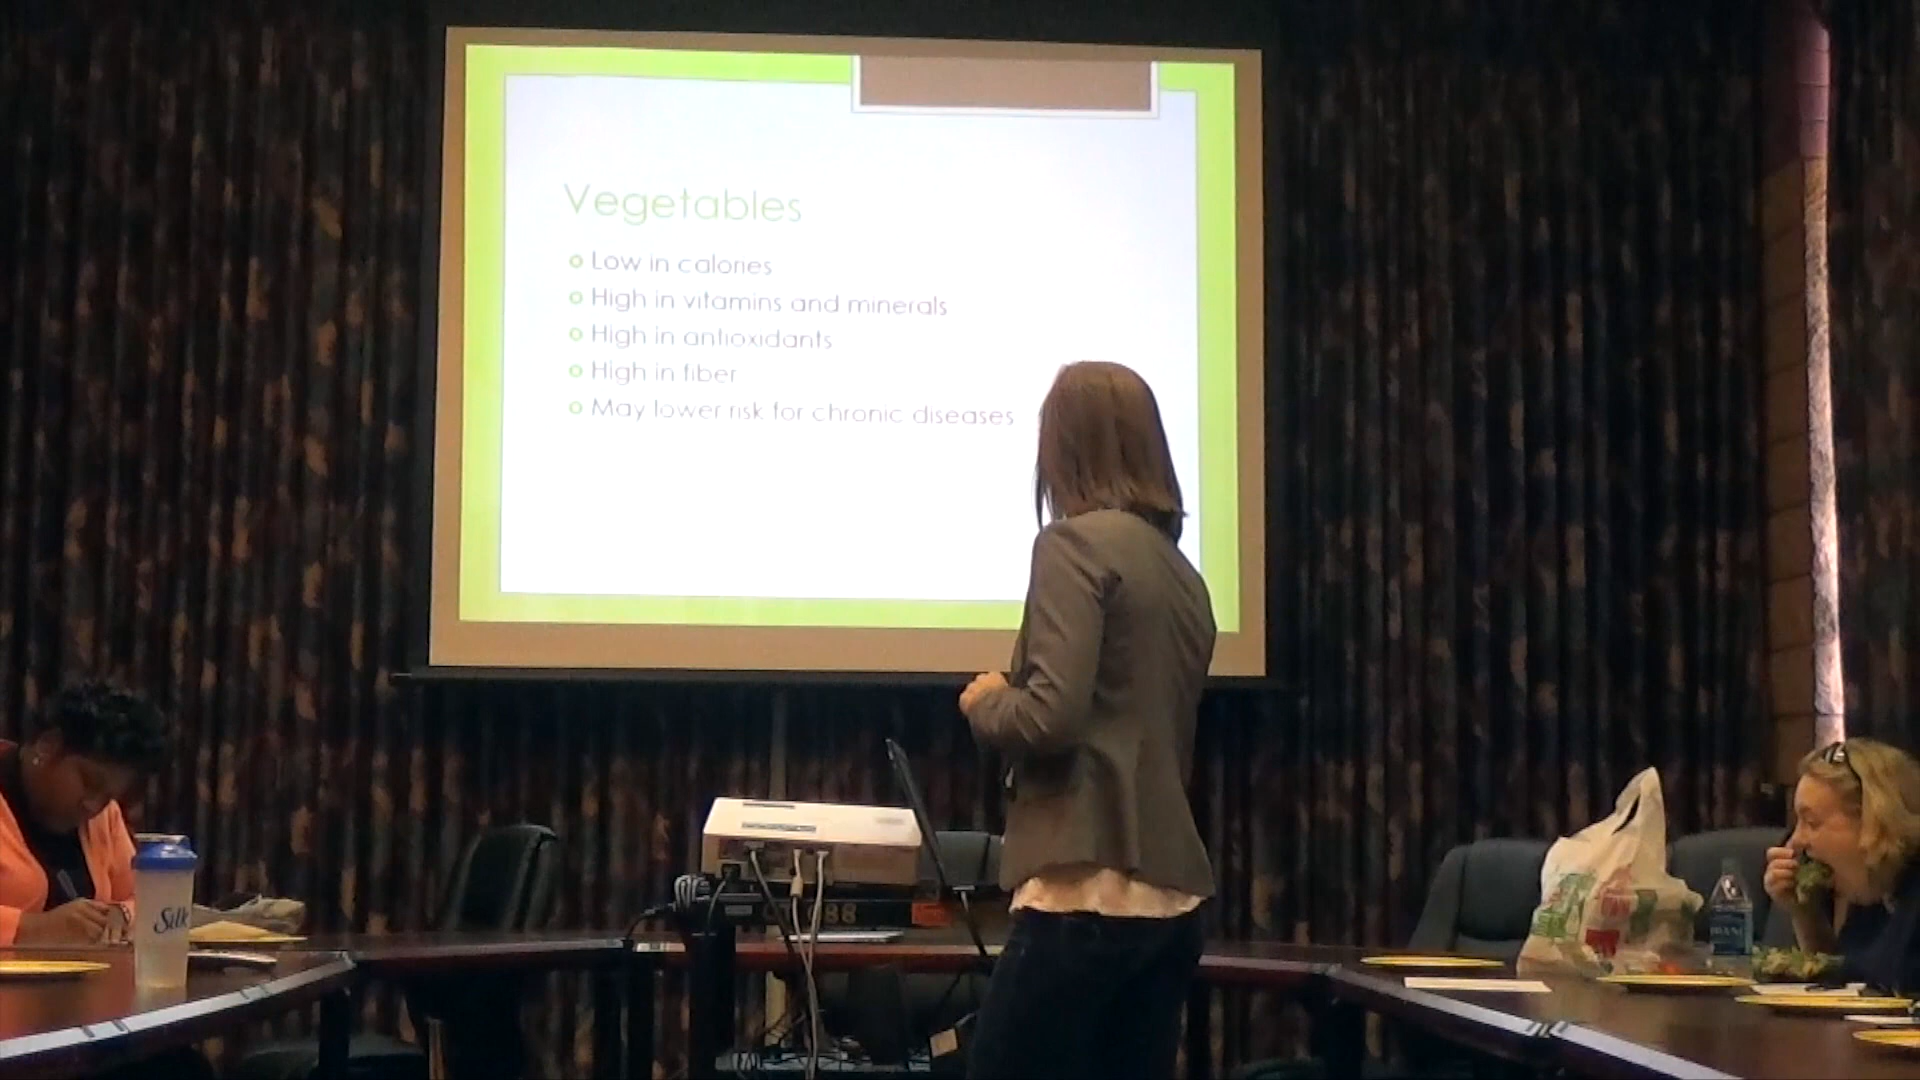 Vegetables
Low in calories
High in vitamins and minerals
High in antioxidants
High in fiber
May lower risk for chronic diseases
Silk